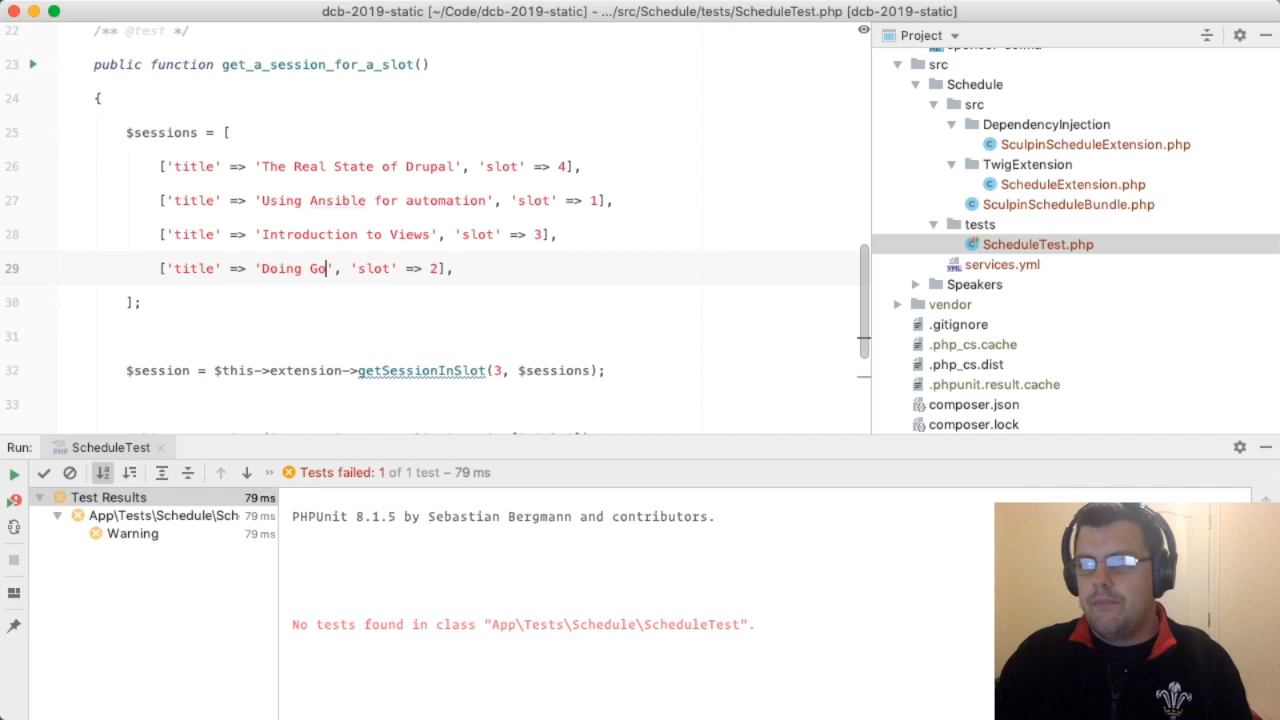 dcb-2019-static [~/Code/dcb-2019-static] - .../src/Schedule/tests/ScheduleTest.php [dcb-2019-static]
22 /** @test */
23 public function get_a_session_for_a_slot()
24 {
25 $sessions = [
26 ['title' => 'The Real State of Drupal', 'slot' => 4],
27 ['title' => 'Using Ansible for automation', 'slot' => 1],
28 ['title' => 'Introduction to Views', 'slot' => 3],
29 ['title' => 'Doing Go', 'slot' => 2],
30 ];
31
32 $session = $this->extension->getSessionInSlot(3, $sessions);
33
Project
src
Schedule
src
DependencyInjection
SculpinScheduleExtension.php
TwigExtension
ScheduleExtension.php
SculpinScheduleBundle.php
tests
ScheduleTest.php
services.yml
Speakers
vendor
.gitignore
.php_cs.cache
.php_cs.dist
.phpunit.result.cache
composer.json
composer.lock
Run: ScheduleTest
Tests failed: 1 of 1 test – 79 ms
Test Results 79 ms
App\Tests\Schedule\Sch 79 ms
Warning 79 ms
PHPUnit 8.1.5 by Sebastian Bergmann and contributors.
No tests found in class "App\Tests\Schedule\ScheduleTest".